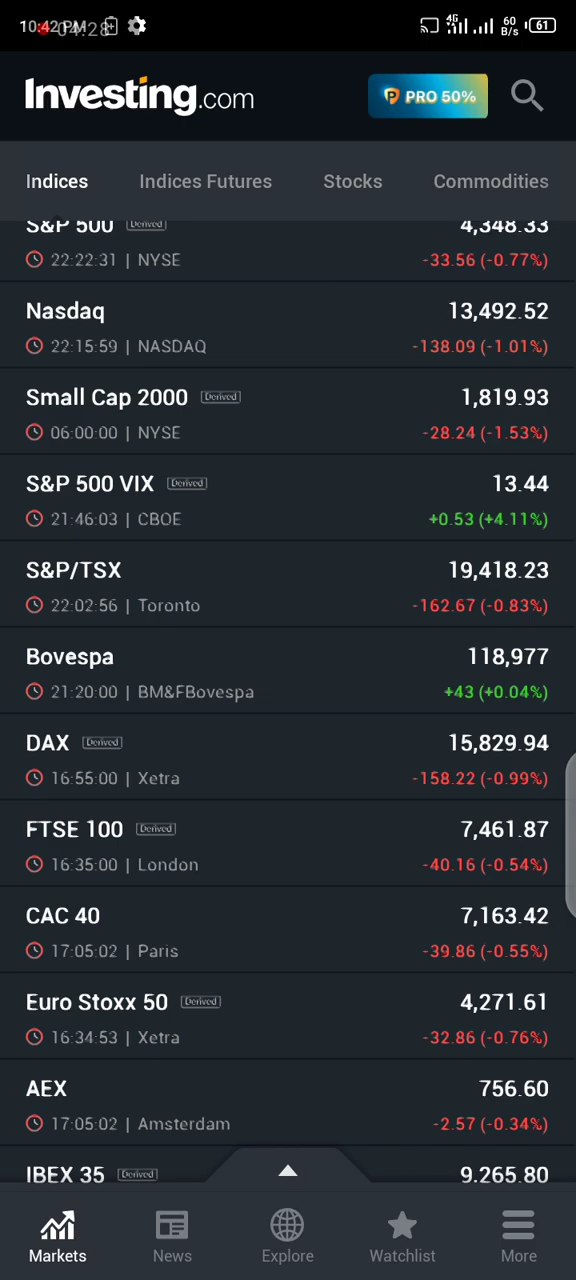 10:42 PM 04:28 4G 60 B/s 61
Investing.com PRO 50%
Indices Indices Futures Stocks Commodities
S&P 500 Derived 4,348.33
22:22:31 | NYSE -33.56 (-0.77%)
Nasdaq 13,492.52
22:15:59 | NASDAQ -138.09 (-1.01%)
Small Cap 2000 Derived 1,819.93
06:00:00 | NYSE -28.24 (-1.53%)
S&P 500 VIX Derived 13.44
21:46:03 | CBOE +0.53 (+4.11%)
S&P/TSX 19,418.23
22:02:56 | Toronto -162.67 (-0.83%)
Bovespa 118,977
21:20:00 | BM&FBovespa +43 (+0.04%)
DAX Derived 15,829.94
16:55:00 | Xetra -158.22 (-0.99%)
FTSE 100 Derived 7,461.87
16:35:00 | London -40.16 (-0.54%)
CAC 40 7,163.42
17:05:02 | Paris -39.86 (-0.55%)
Euro Stoxx 50 Derived 4,271.61
16:34:53 | Xetra -32.86 (-0.76%)
AEX 756.60
17:05:02 | Amsterdam -2.57 (-0.34%)
IBEX 35 Derived 9,265.80
Markets News Explore Watchlist More